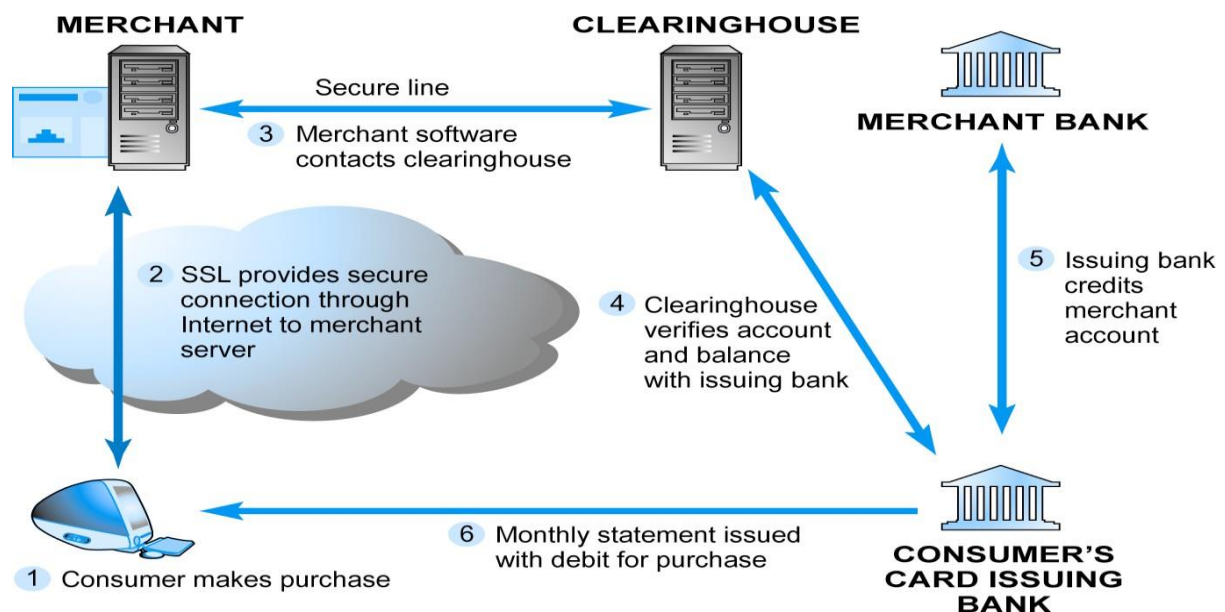 MERCHANT
CLEARINGHOUSE
MERCHANT BANK
Secure line
3 Merchant software
contacts clearinghouse
2 SSL provides secure
connection through
Internet to merchant
server
4 Clearinghouse
verifies account
and balance
with issuing bank
5 Issuing bank
credits
merchant
account
6 Monthly statement issued
with debit for purchase
1 Consumer makes purchase
CONSUMER'S
CARD ISSUING
BANK